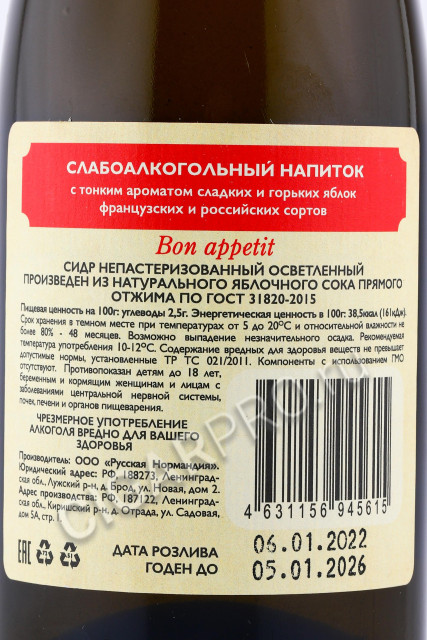 СЛАБОАЛКОГОЛЬНЫЙ НАПИТОК
с тонким ароматом сладких и горьких яблок
французских и российских сортов
Bon appetit
СИДР НЕПАСТЕРИЗОВАННЫЙ ОСВЕТЛЕННЫЙ
ПРОИЗВЕДЕН ИЗ НАТУРАЛЬНОГО ЯБЛОЧНОГО СОКА ПРЯМОГО
ОТЖИМА ПО ГОСТ 31820-2015
Пищевая ценность на 100г: углеводы 2,5г. Энергетическая ценность в 100г: 38,5ккал (161кДж).
Срок хранения в темном месте при температурах от 5 до 20°С и относительной влажности не
более 80% - 48 месяцев. Возможно выпадение незначительного осадка. Рекомендуемая
температура употребления 10-12°С. Содержание вредных для здоровья веществ не превышает
допустимые нормы, установленные ТР ТС 021/2011. Компоненты с использованием ГМО
отсутствуют. Противопоказан детям до 18 лет,
беременным и кормящим женщинам и лицам с
заболеваниями центральной нервной системы,
почек, печени и органов пищеварения.
ЧРЕЗМЕРНОЕ УПОТРЕБЛЕНИЕ
АЛКОГОЛЯ ВРЕДНО ДЛЯ ВАШЕГО
ЗДОРОВЬЯ
Производитель: ООО «Русская Нормандия».
Юридический адрес: РФ, 188273, Ленинград-
ская обл., Лужский р-н, д. Брод, ул. Новая, дом 2.
Адрес производства: РФ, 187122, Ленинград-
ская обл., Киришский р-н, д. Отрада, ул. Садовая,
дом 5А, стр.
4 631156 945615
EAC
ДАТА РОЗЛИВА 06.01.2022
ГОДЕН ДО 05.01.2026
CIGARPRO.RU